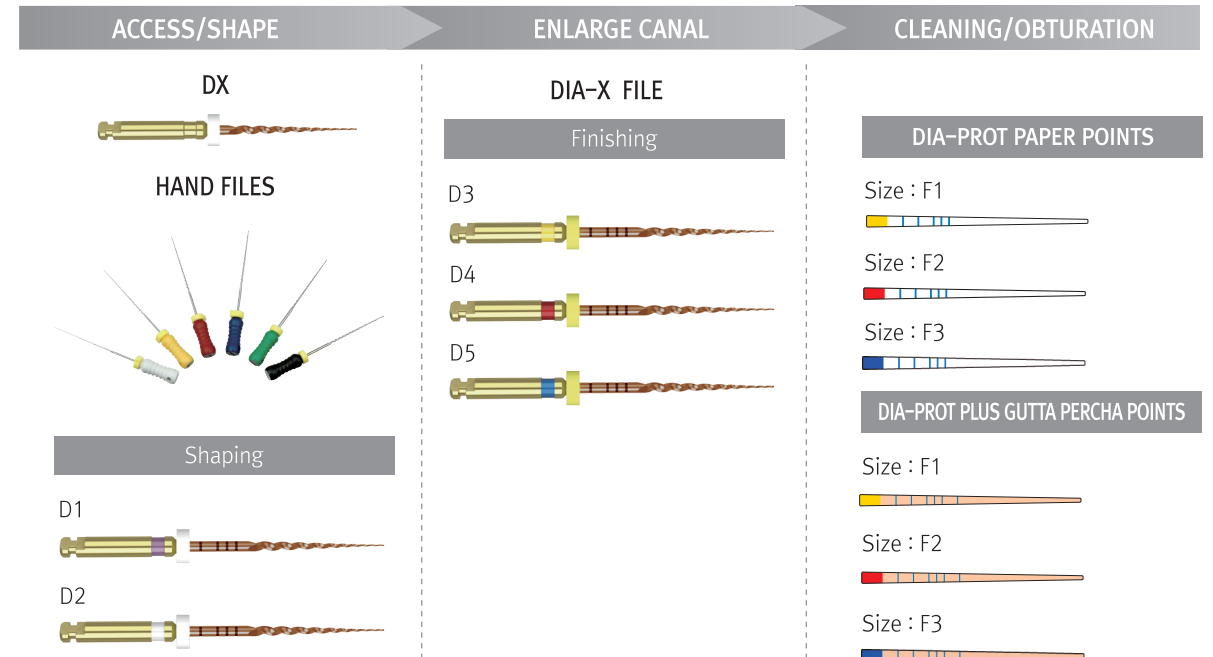 ACCESS/SHAPE
ENLARGE CANAL
CLEANING/OBTURATION
DX
HAND FILES
Shaping
D1
D2
DIA-X FILE
Finishing
D3
D4
D5
DIA-PROT PAPER POINTS
Size : F1
Size : F2
Size : F3
DIA-PROT PLUS GUTTA PERCHA POINTS
Size : F1
Size : F2
Size : F3